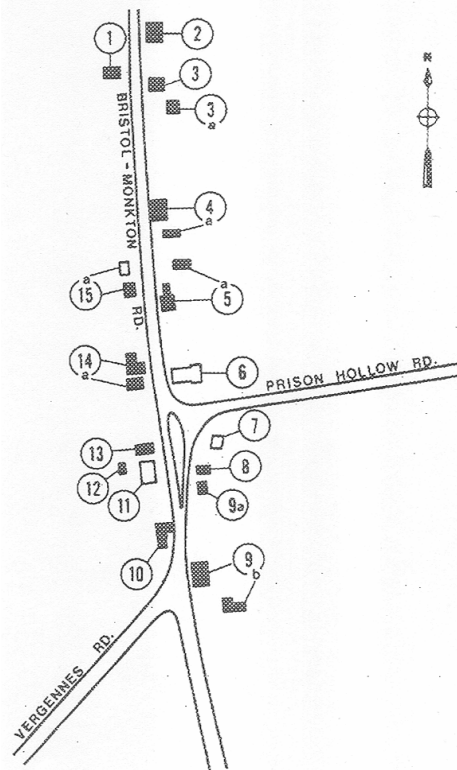 1
2
3
3
a
N
BRISTOL - MONKTON RD.
4
a
a
15
a
5
14
a
6
PRISON HOLLOW RD.
7
13
8
12
11
9a
10
9
b
VERGENNES RD.